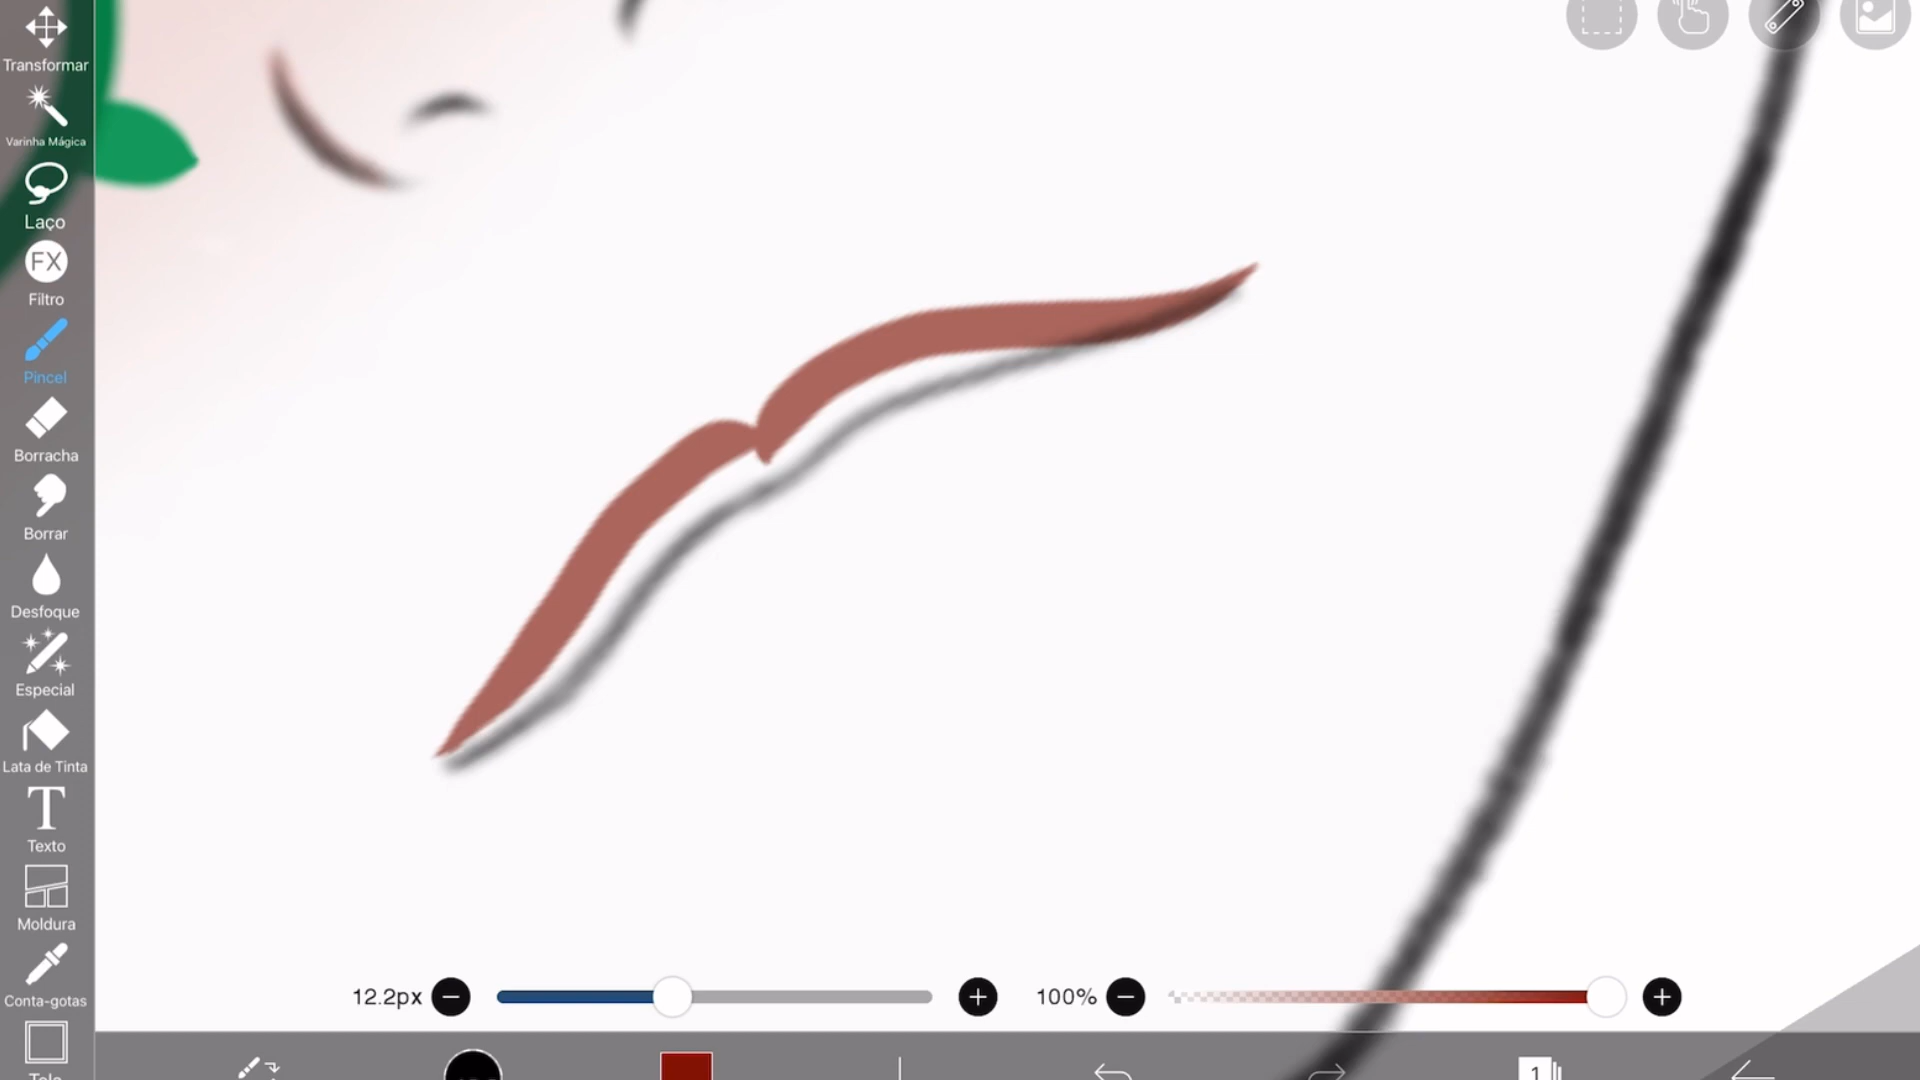 Transformar
Varinha Mágica
Laço
FX
Filtro
Pincel
Borracha
Borrar
Desfoque
Especial
Lata de Tinta
T
Texto
Moldura
Conta-gotas
12.2px
100%
1